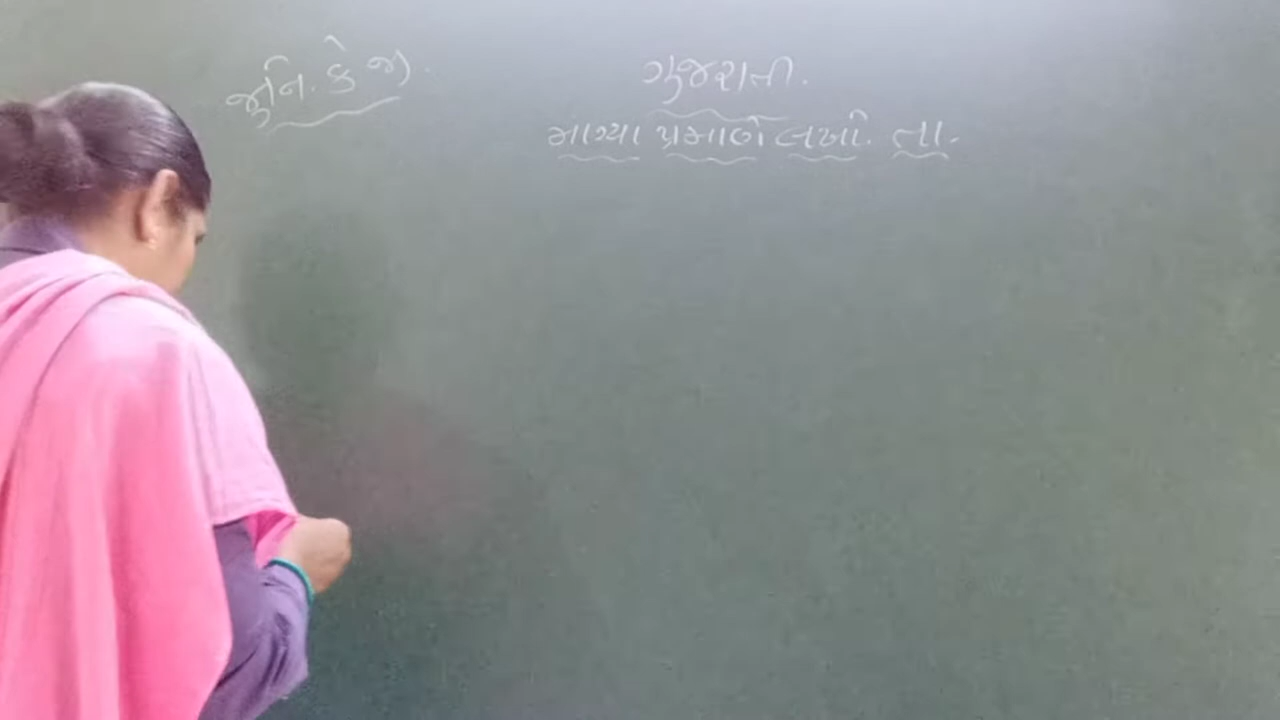 જુનિ. કે જી.
ગુજરાતી.
માગ્યા પ્રમાણે લખો. તા.